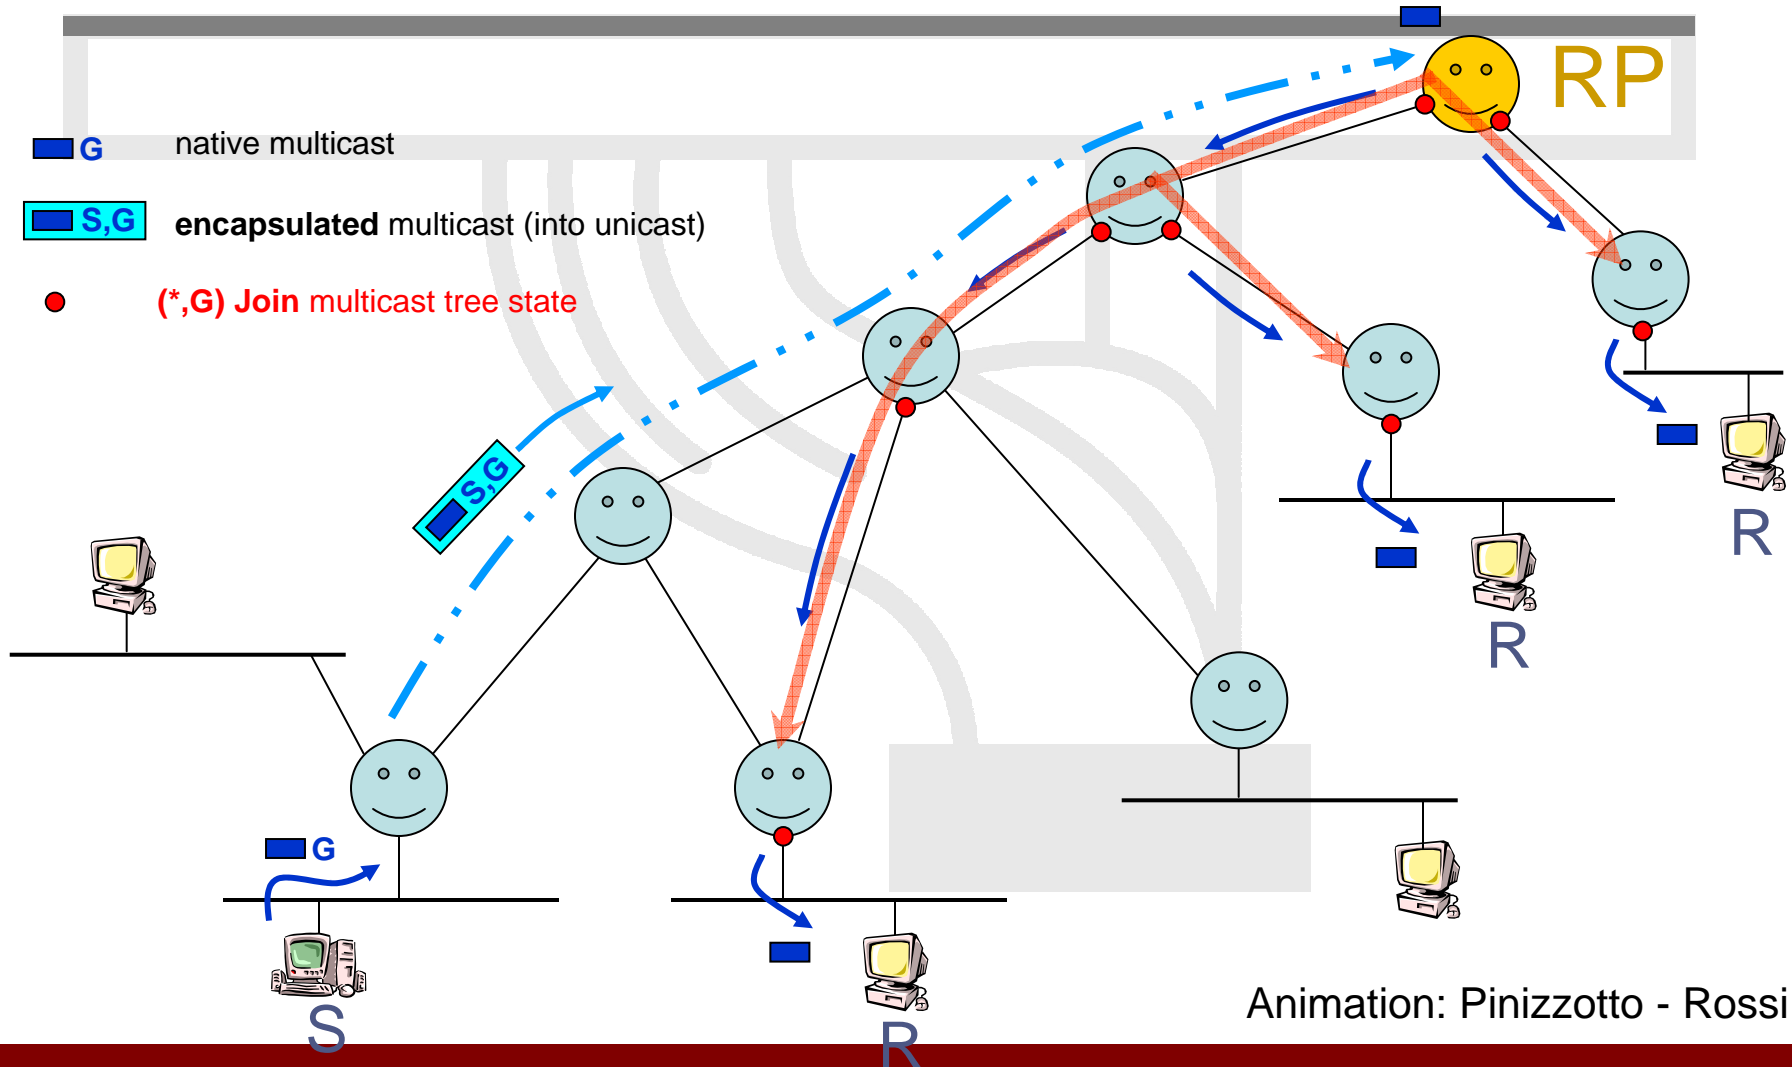 RP
G native multicast
S,G encapsulated multicast (into unicast)
(*,G) Join multicast tree state
S,G
R
R
G
S
R
Animation: Pinizzotto - Rossi